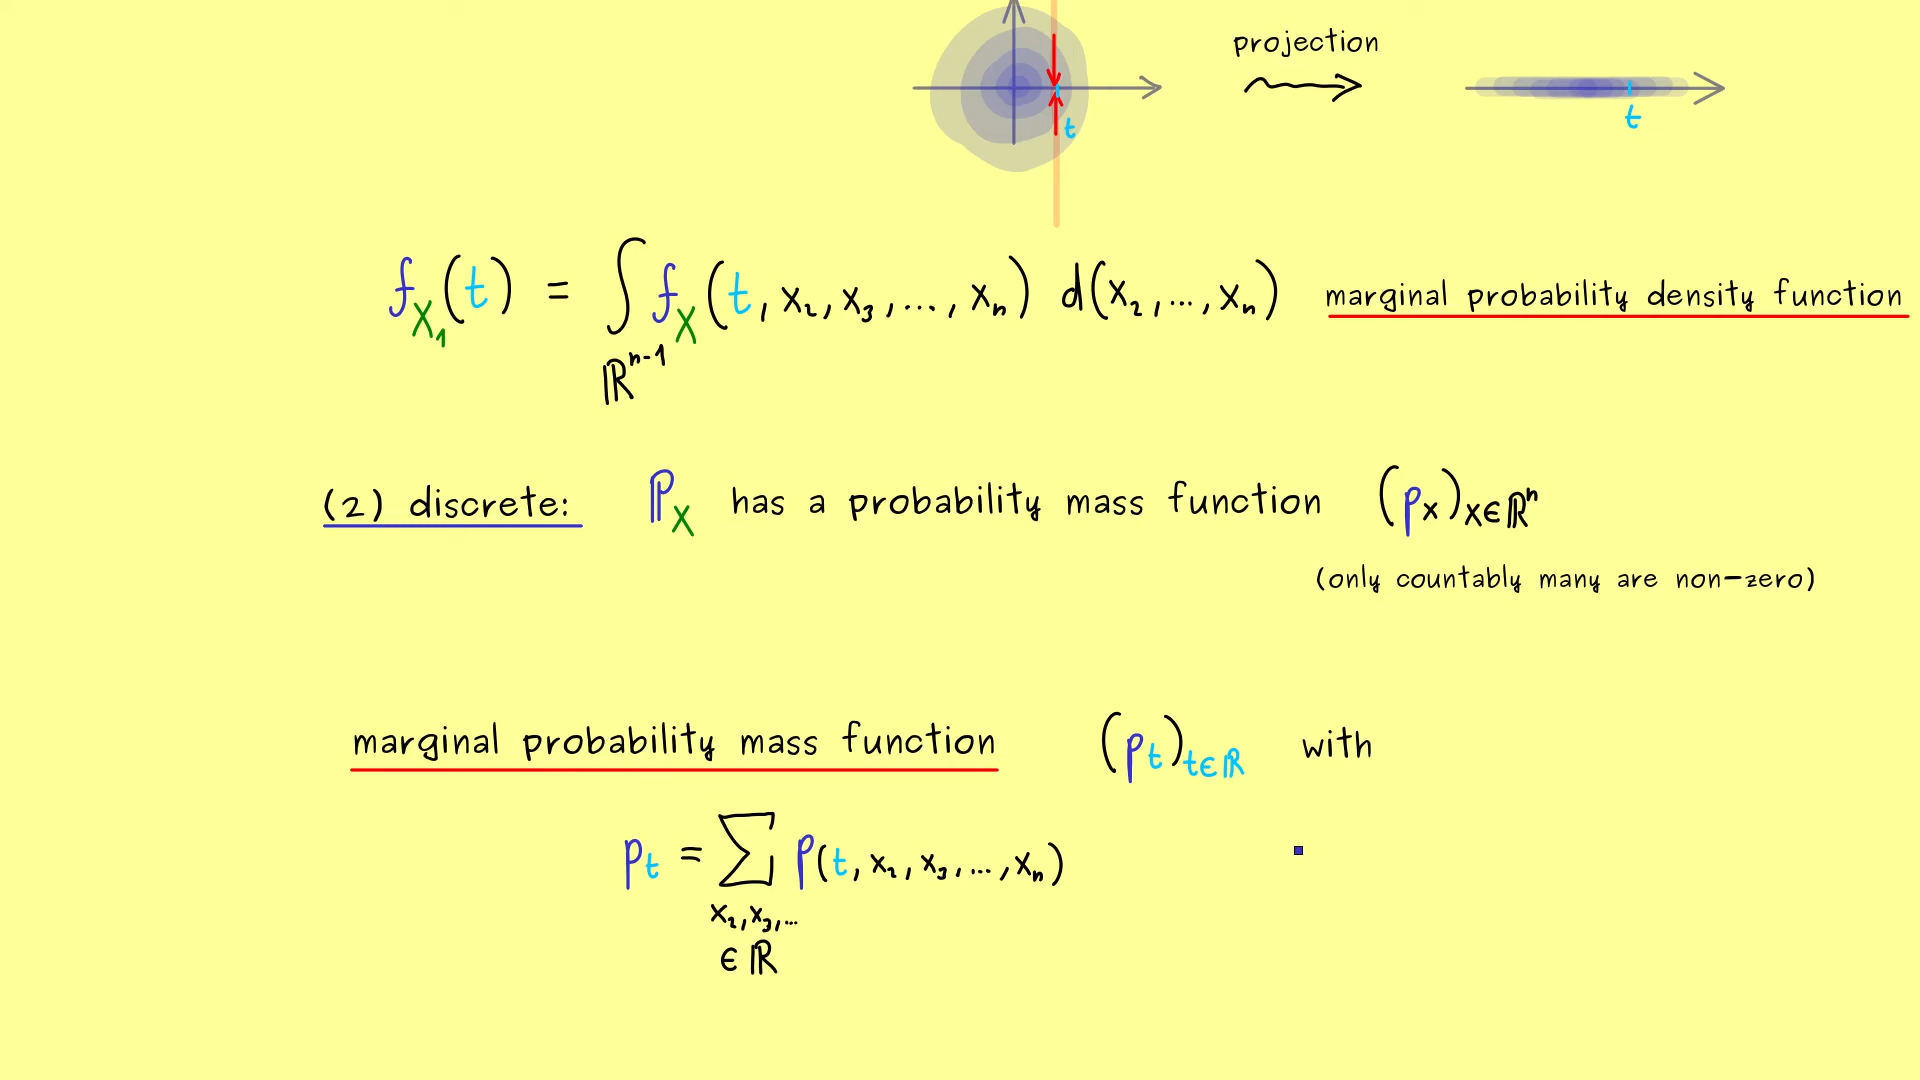 projection
t
t
f_{X_1}(t) = ∫_{ℝ^{n-1}} f_X(t, x_2, x_3, ..., x_n) d(x_2, ..., x_n) marginal probability density function
(2) discrete: ℙ_X has a probability mass function (p_x)_{x∈ℝ^n}
(only countably many are non-zero)
marginal probability mass function (p_t)_{t∈ℝ} with
p_t = ∑_{x_2, x_3, ... ∈ ℝ} p_{(t, x_2, x_3, ..., x_n)}